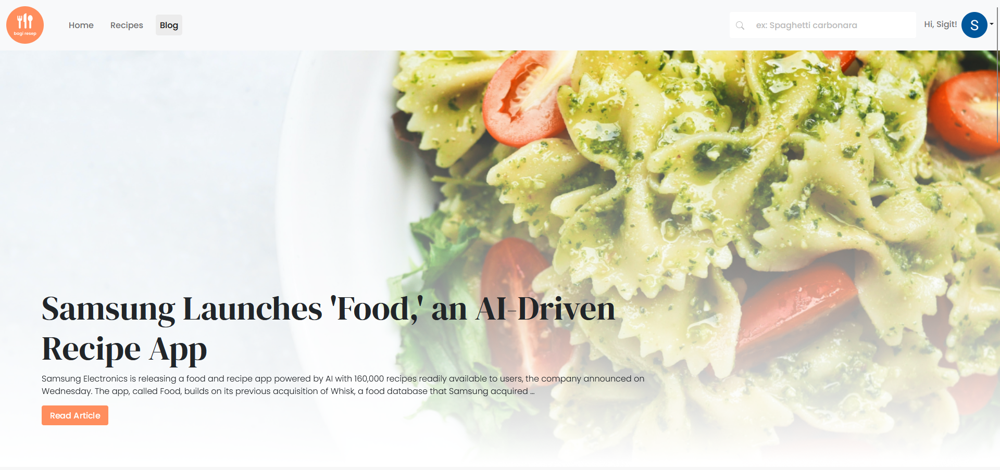 bagi resep
Home
Recipes
Blog
ex: Spaghetti carbonara
Hi, Sigit!
S
Samsung Launches 'Food,' an AI-Driven
Recipe App
Samsung Electronics is releasing a food and recipe app powered by AI with 160,000 recipes readily available to users, the company announced on
Wednesday. The app, called Food, builds on its previous acquisition of Whisk, a food database that Samsung acquired ...
Read Article